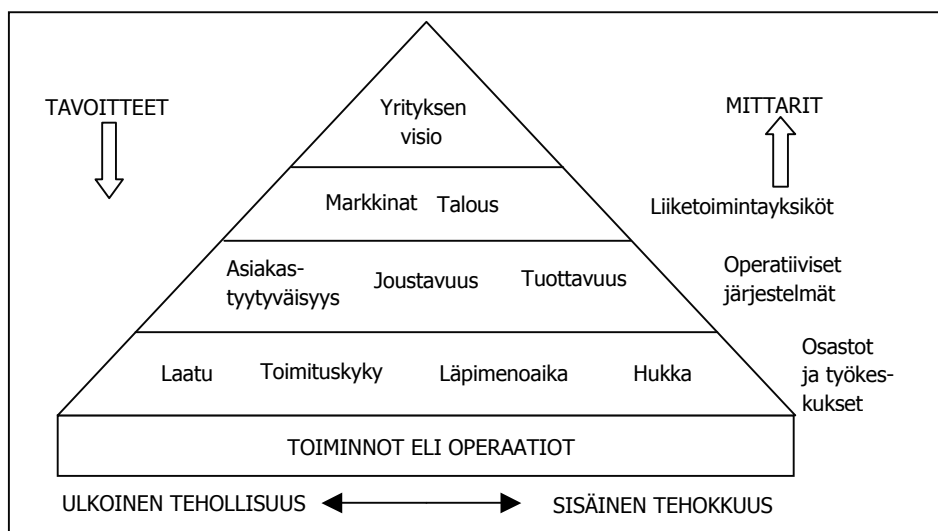 TAVOITTEET
Yrityksen
visio
MITTARIT
Markkinat Talous
Liiketoimintayksiköt
Asiakas-
tyytyväisyys
Joustavuus
Tuottavuus
Operatiiviset
järjestelmät
Laatu
Toimituskyky
Läpimenoaika
Hukka
Osastot
ja työkes-
kukset
TOIMINNOT ELI OPERAATIOT
ULKOINEN TEHOLLISUUS
SISÄINEN TEHOKKUUS